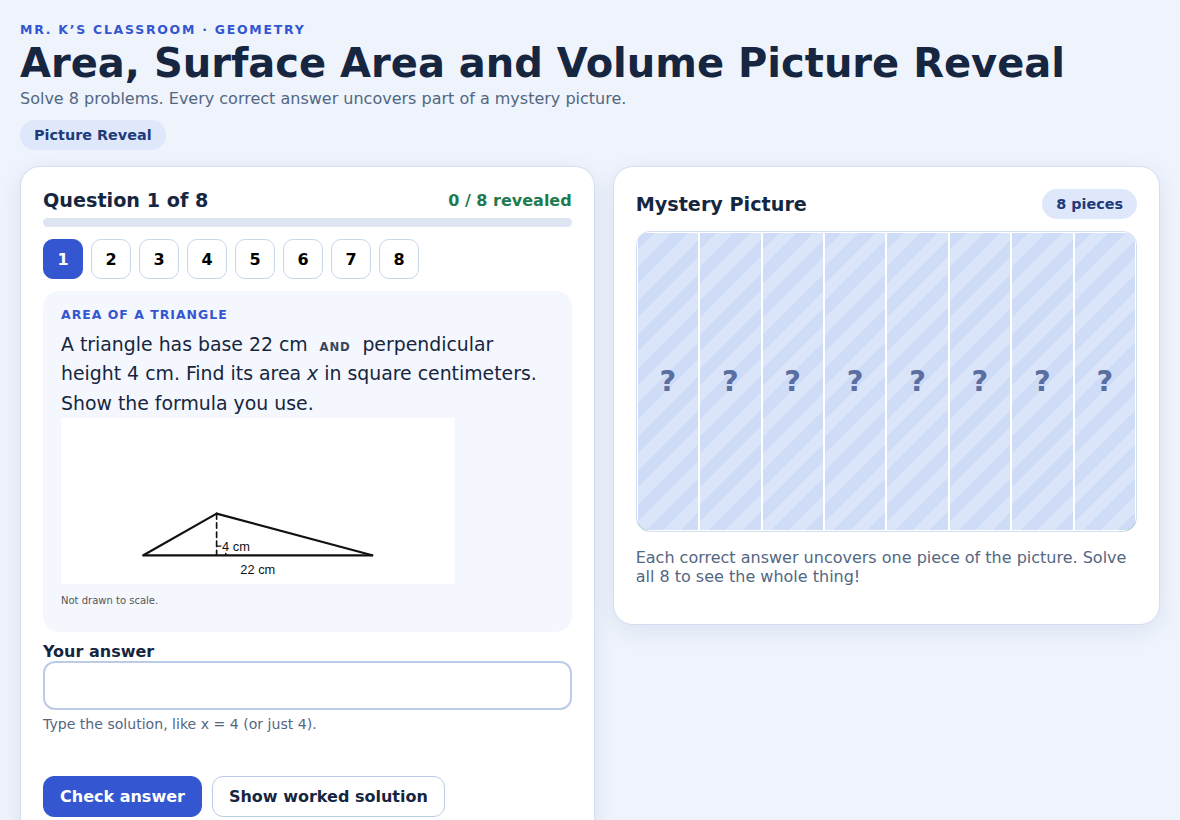 MR. K’S CLASSROOM · GEOMETRY
Area, Surface Area and Volume Picture Reveal
Solve 8 problems. Every correct answer uncovers part of a mystery picture.
Picture Reveal
Question 1 of 8
0 / 8 revealed
1 2 3 4 5 6 7 8
AREA OF A TRIANGLE
A triangle has base 22 cm AND perpendicular
height 4 cm. Find its area x in square centimeters.
Show the formula you use.
4 cm
22 cm
Not drawn to scale.
Your answer
Type the solution, like x = 4 (or just 4).
Check answer
Show worked solution
Mystery Picture
8 pieces
? ? ? ? ? ? ? ?
Each correct answer uncovers one piece of the picture. Solve
all 8 to see the whole thing!